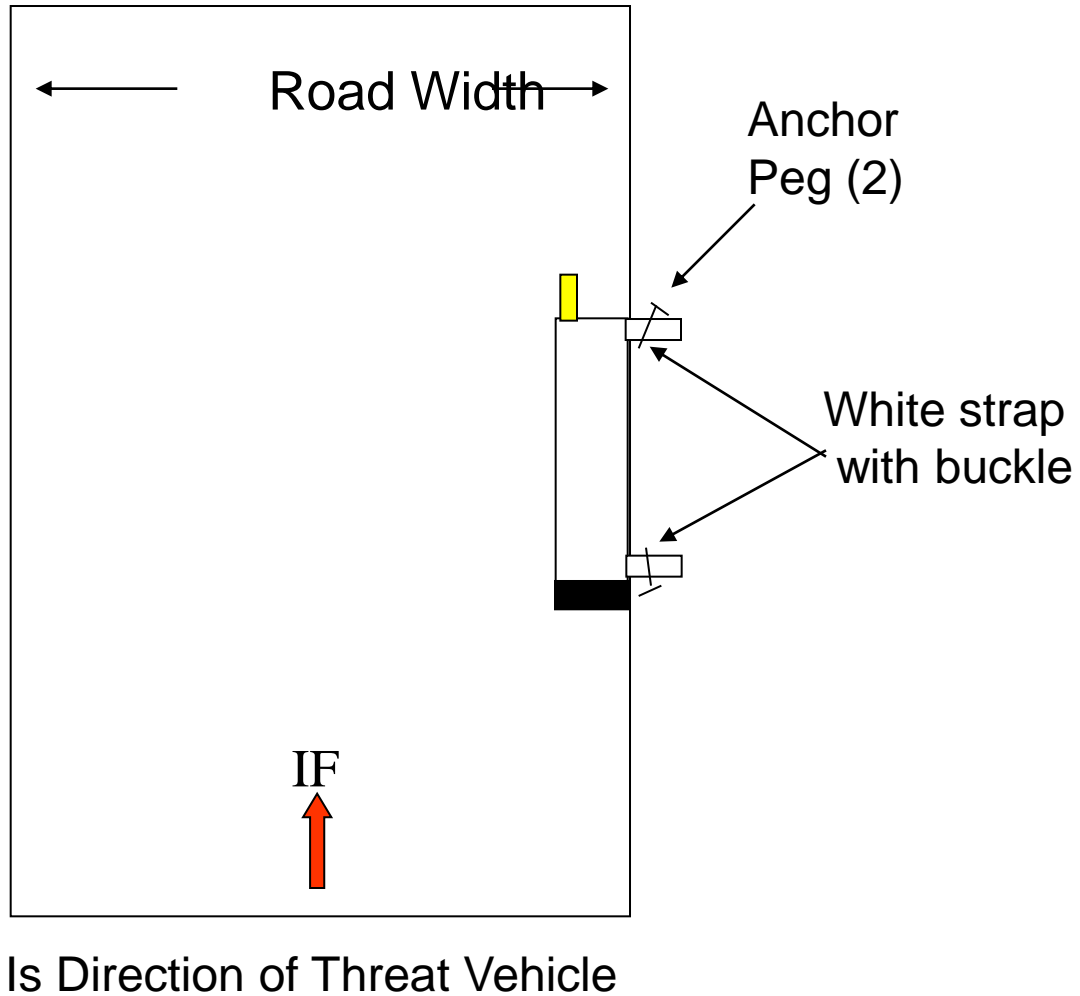 Road Width
Anchor
Peg (2)
White strap
with buckle
IF
Is Direction of Threat Vehicle